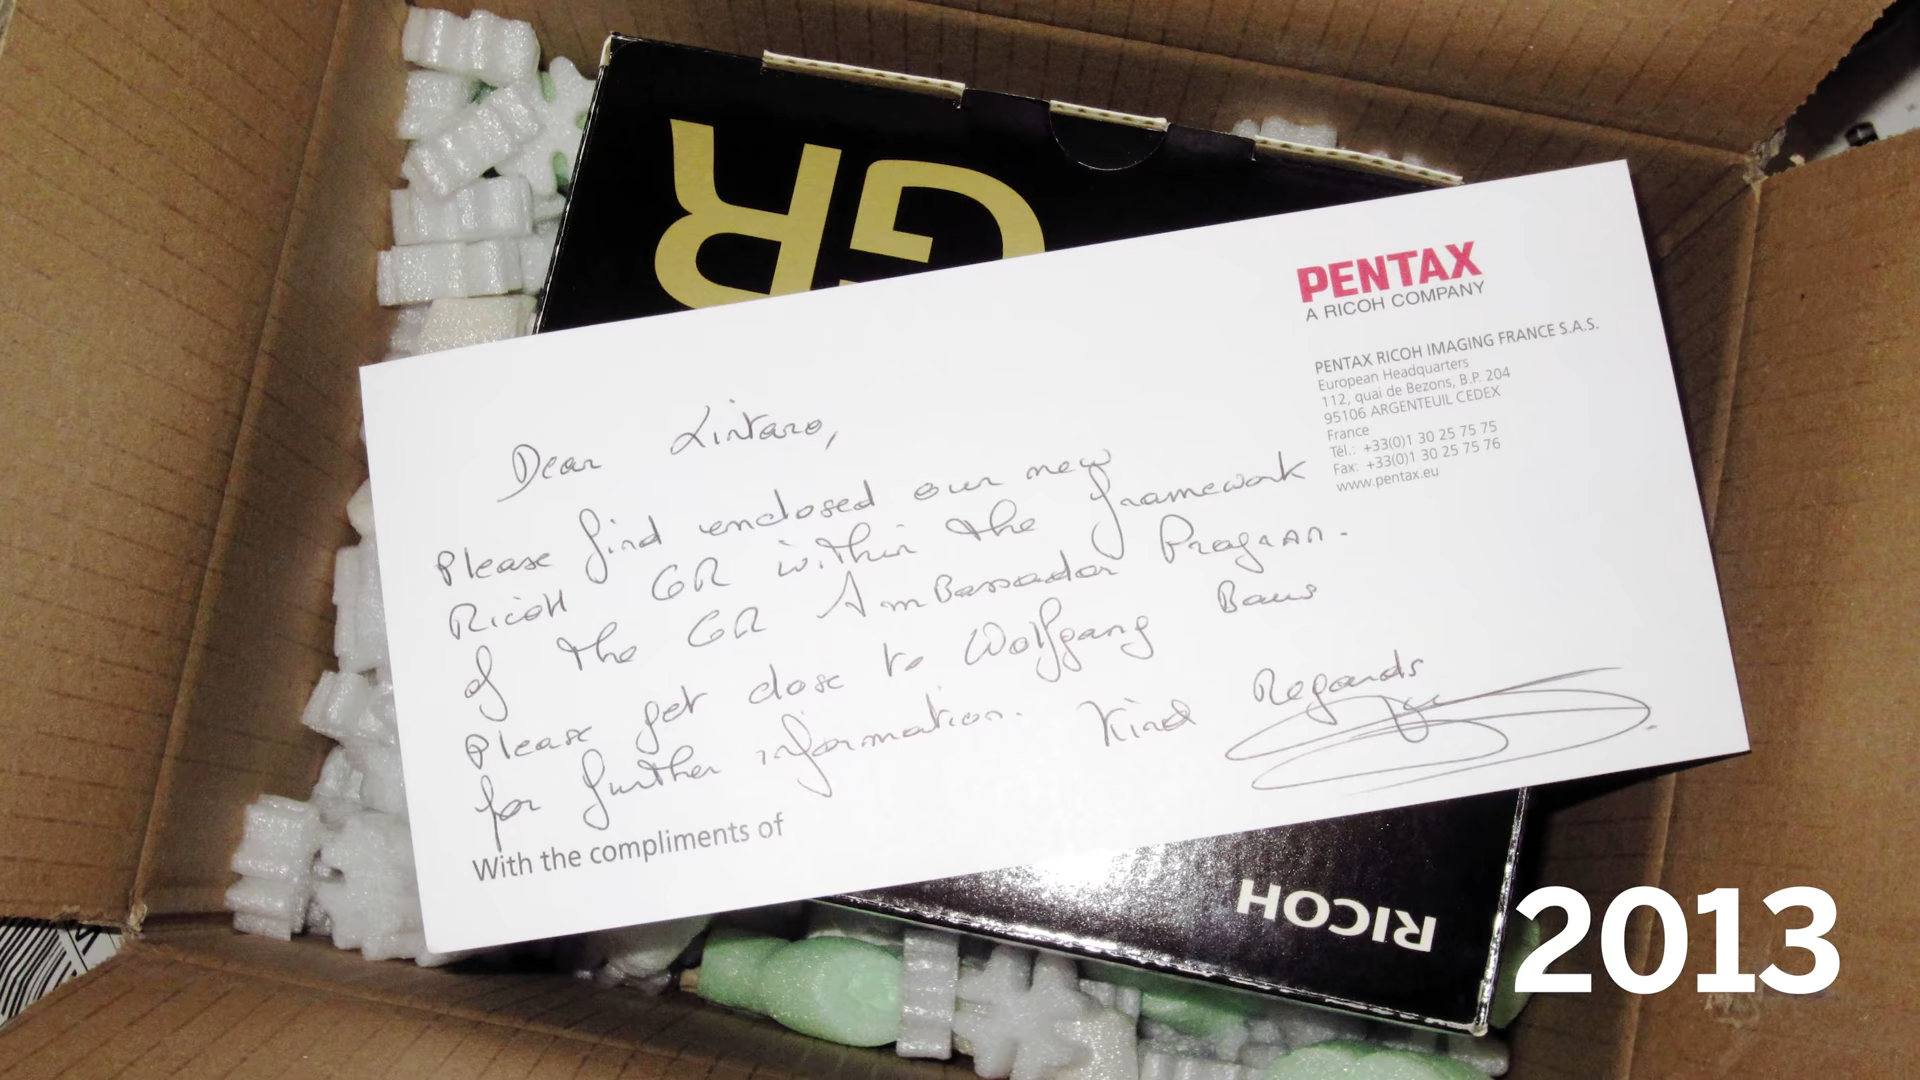 GR
PENTAX
A RICOH COMPANY
PENTAX RICOH IMAGING FRANCE S.A.S.
European Headquarters
112, quai de Bezons, B.P. 204
95106 ARGENTEUIL CEDEX
France
Tél.: +33(0)1 30 25 75 75
Fax: +33(0)1 30 25 75 76
www.pentax.eu
Dear Lintaro,
Please find enclosed our new
Ricoh GR within the framework
of the GR Ambassador Program.
Please get close to Wolfgang Baus
for further information. Kind Regards
With the compliments of
RICOH
2013